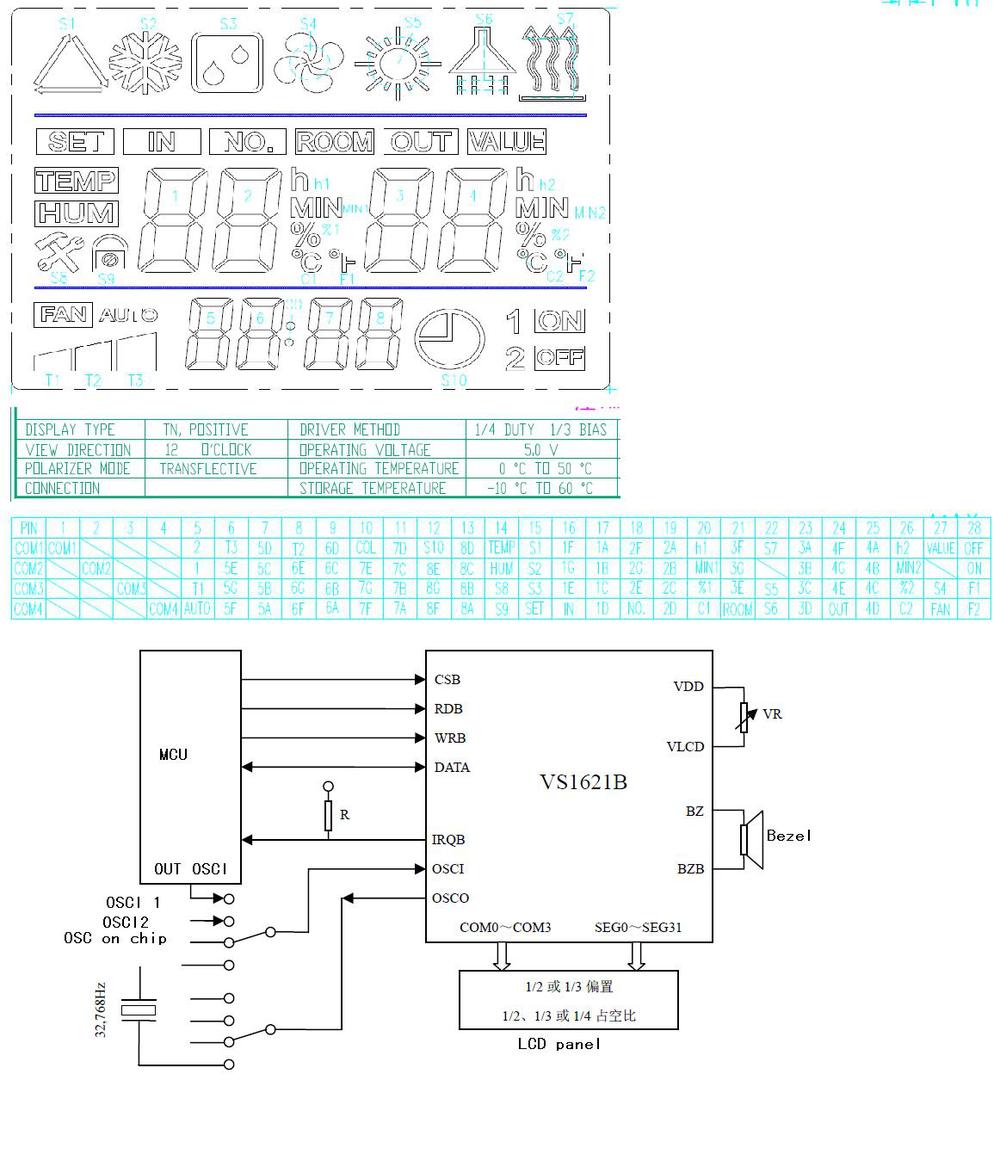 S1 S2 S3 S4 S5 S6 S7
SET IN NO. ROOM OUT VALUE
TEMP 1 2 h h1 3 4 h h2
HUM MIN MIN1 MIN MIN2
% %1 % %2
°C °F °C °F
S8 S9 C1 F1 C2 F2
FAN AUTO 5 6 7 8 1 ON
2 OFF
T1 T2 T3 S10
DISPLAY TYPE TN, POSITIVE DRIVER METHOD 1/4 DUTY 1/3 BIAS
VIEW DIRECTION 12 O'CLOCK OPERATING VOLTAGE 5.0 V
POLARIZER MODE TRANSFLECTIVE OPERATING TEMPERATURE 0 °C TO 50 °C
CONNECTION STORAGE TEMPERATURE -10 °C TO 60 °C
PIN 1 2 3 4 5 6 7 8 9 10 11 12 13 14 15 16 17 18 19 20 21 22 23 24 25 26 27 28
COM1 COM1 2 T3 5D T2 6D COL 7D S10 8D TEMP S1 1F 1A 2F 2A h1 3F S7 3A 4F 4A h2 VALUE OFF
COM2 COM2 1 5E 5C 6E 6C 7E 7C 8E 8C HUM S2 1G 1B 2G 2B MIN1 3G 3B 4G 4B MIN2 ON
COM3 COM3 T1 5G 5B 6G 6B 7G 7B 8G 8B S8 S3 1E 1C 2E 2C %1 3E S5 3C 4E 4C %2 S4 F1
COM4 COM4 AUTO 5F 5A 6F 6A 7F 7A 8F 8A S9 SET IN 1D NO. 2D C1 ROOM S6 3D OUT 4D C2 FAN F2
MCU
OUT OSCI
CSB
RDB
WRB
DATA
R
IRQB
OSCI
OSCO
VS1621B
VDD
VR
VLCD
BZ
Bezel
BZB
COM0～COM3 SEG0～SEG31
OSCI 1
OSCI2
OSC on chip
32,768Hz
1/2 或 1/3 偏置
1/2、1/3 或 1/4 占空比
LCD panel